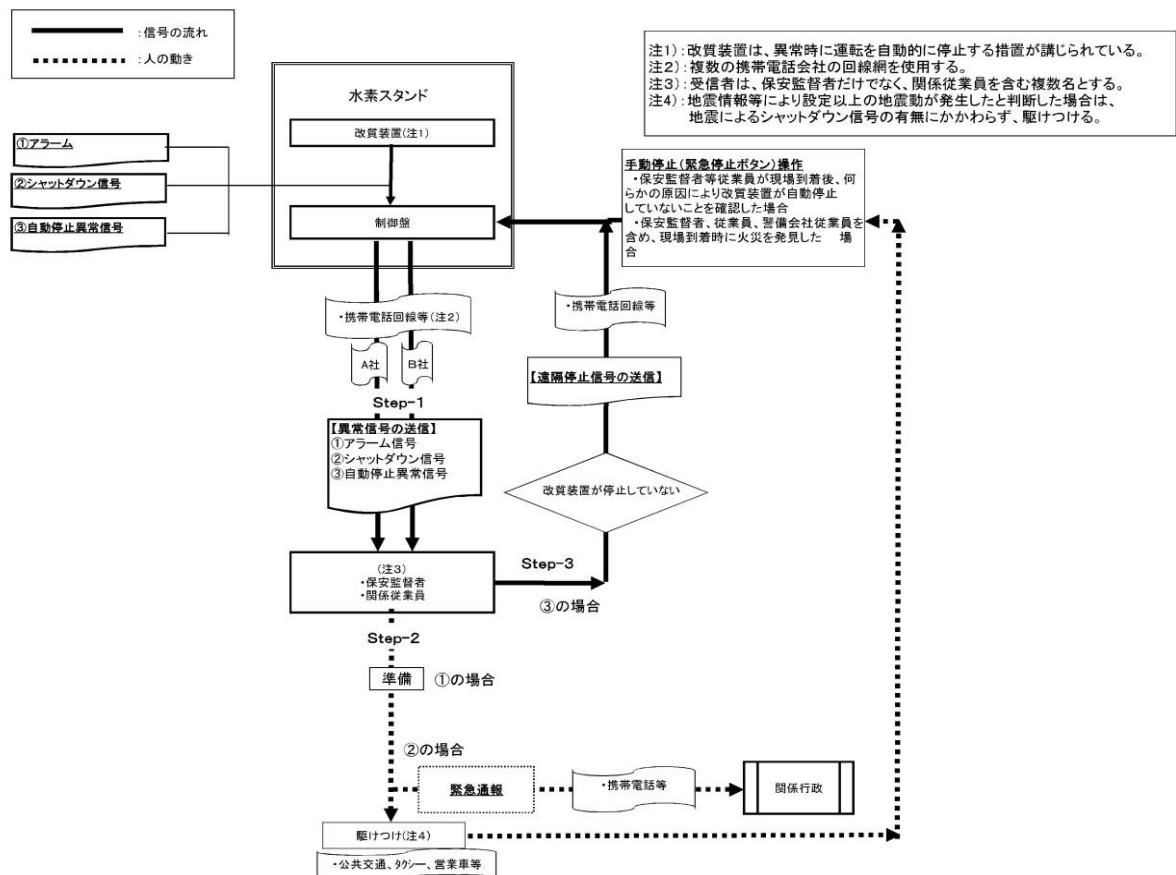 :信号の流れ
:人の動き
注1):改質装置は、異常時に運転を自動的に停止する措置が講じられている。
注2):複数の携帯電話会社の回線網を使用する。
注3):受信者は、保安監督者だけでなく、関係従業員を含む複数名とする。
注4):地震情報等により設定以上の地震動が発生したと判断した場合は、
地震によるシャットダウン信号の有無にかかわらず、駆けつける。
水素スタンド
改質装置(注1)
①アラーム
②シャットダウン信号
③自動停止異常信号
制御盤
手動停止(緊急停止ボタン)操作
・保安監督者等従業員が現場到着後、何
らかの原因により改質装置が自動停止
していないことを確認した場合
・保安監督者、従業員、警備会社従業員を
含め、現場到着時に火災を発見した 場
合
・携帯電話回線等(注2)
A社
B社
・携帯電話回線等
【遠隔停止信号の送信】
Step-1
【異常信号の送信】
①アラーム信号
②シャットダウン信号
③自動停止異常信号
改質装置が停止していない
(注3)
・保安監督者
・関係従業員
Step-3
③の場合
Step-2
準備
①の場合
②の場合
緊急通報
・携帯電話等
関係行政
駆けつけ(注4)
・公共交通、タクシー、営業車等